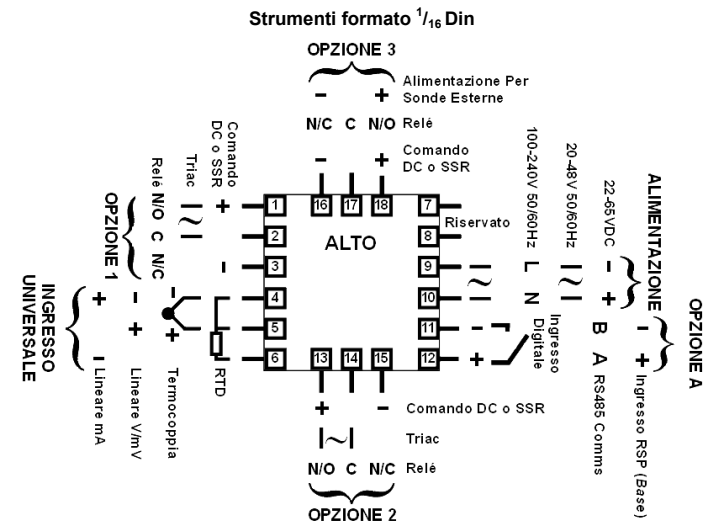 Strumenti formato 1/16 Din
OPZIONE 3
Alimentazione Per
Sonde Esterne
− +
N/C C N/O Relé
Comando
DC o SSR
− +
16 17 18
ALTO
1
2
3
4
5
6
7
8
9
10
11
12
13 14 15
Riservato
Comando
DC o SSR
+
−
Triac
|~|
Relé N/O C N/C
OPZIONE 1
INGRESSO
UNIVERSALE
+ − Lineare mA
− + Lineare V/mV
− + Termocoppia
RTD
100-240V 50/60Hz
L N
|~|
20-48V 50/60Hz
|~|
22-65VDC
− +
ALIMENTAZIONE
− +
Ingresso
Digitale
B A RS485 Comms
− + Ingresso RSP (Base)
OPZIONE A
+ − Comando DC o SSR
|~| Triac
N/O C N/C Relé
OPZIONE 2